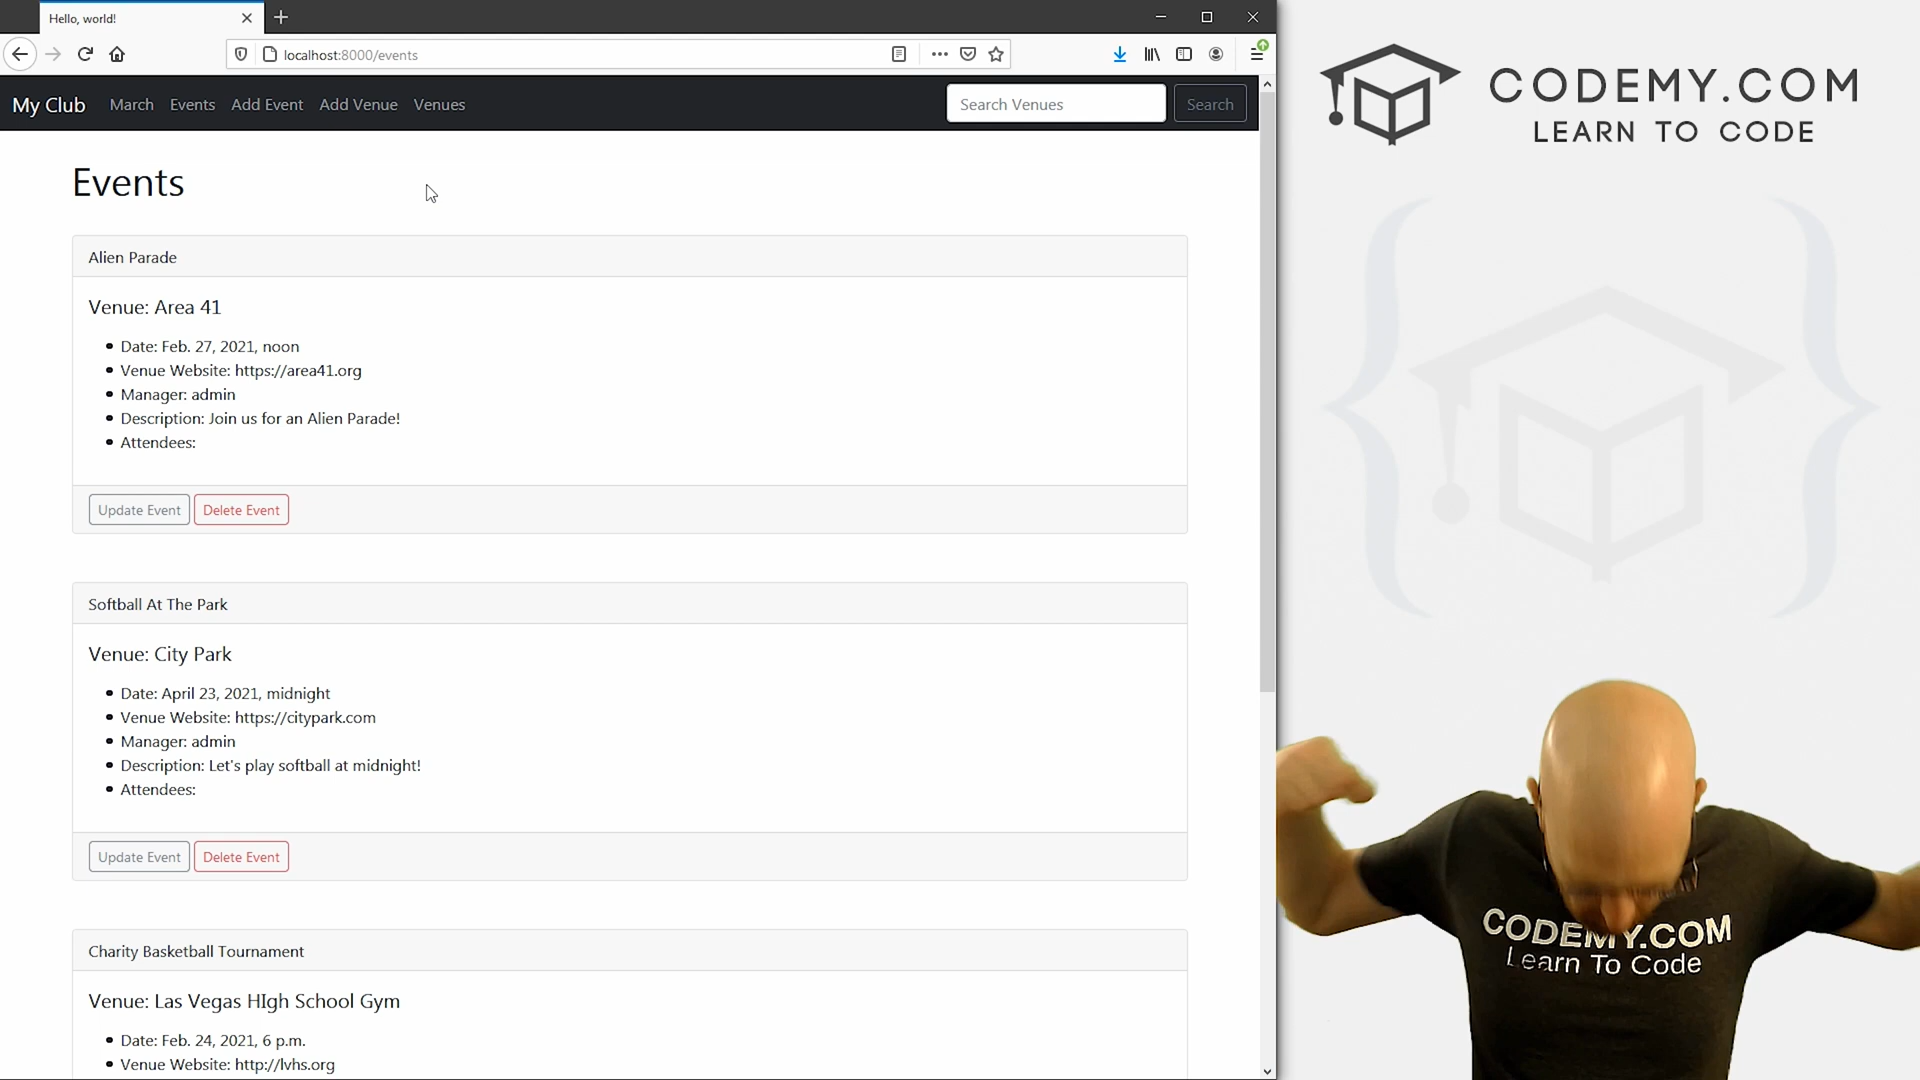 Hello, world!
localhost:8000/events
My Club March Events Add Event Add Venue Venues Search Venues Search
Events
Alien Parade
Venue: Area 41
Date: Feb. 27, 2021, noon
Venue Website: https://area41.org
Manager: admin
Description: Join us for an Alien Parade!
Attendees:
Update Event Delete Event
Softball At The Park
Venue: City Park
Date: April 23, 2021, midnight
Venue Website: https://citypark.com
Manager: admin
Description: Let's play softball at midnight!
Attendees:
Update Event Delete Event
Charity Basketball Tournament
Venue: Las Vegas HIgh School Gym
Date: Feb. 24, 2021, 6 p.m.
Venue Website: http://lvhs.org
CODEMY.COM
LEARN TO CODE
CODEMY.COM
Learn To Code